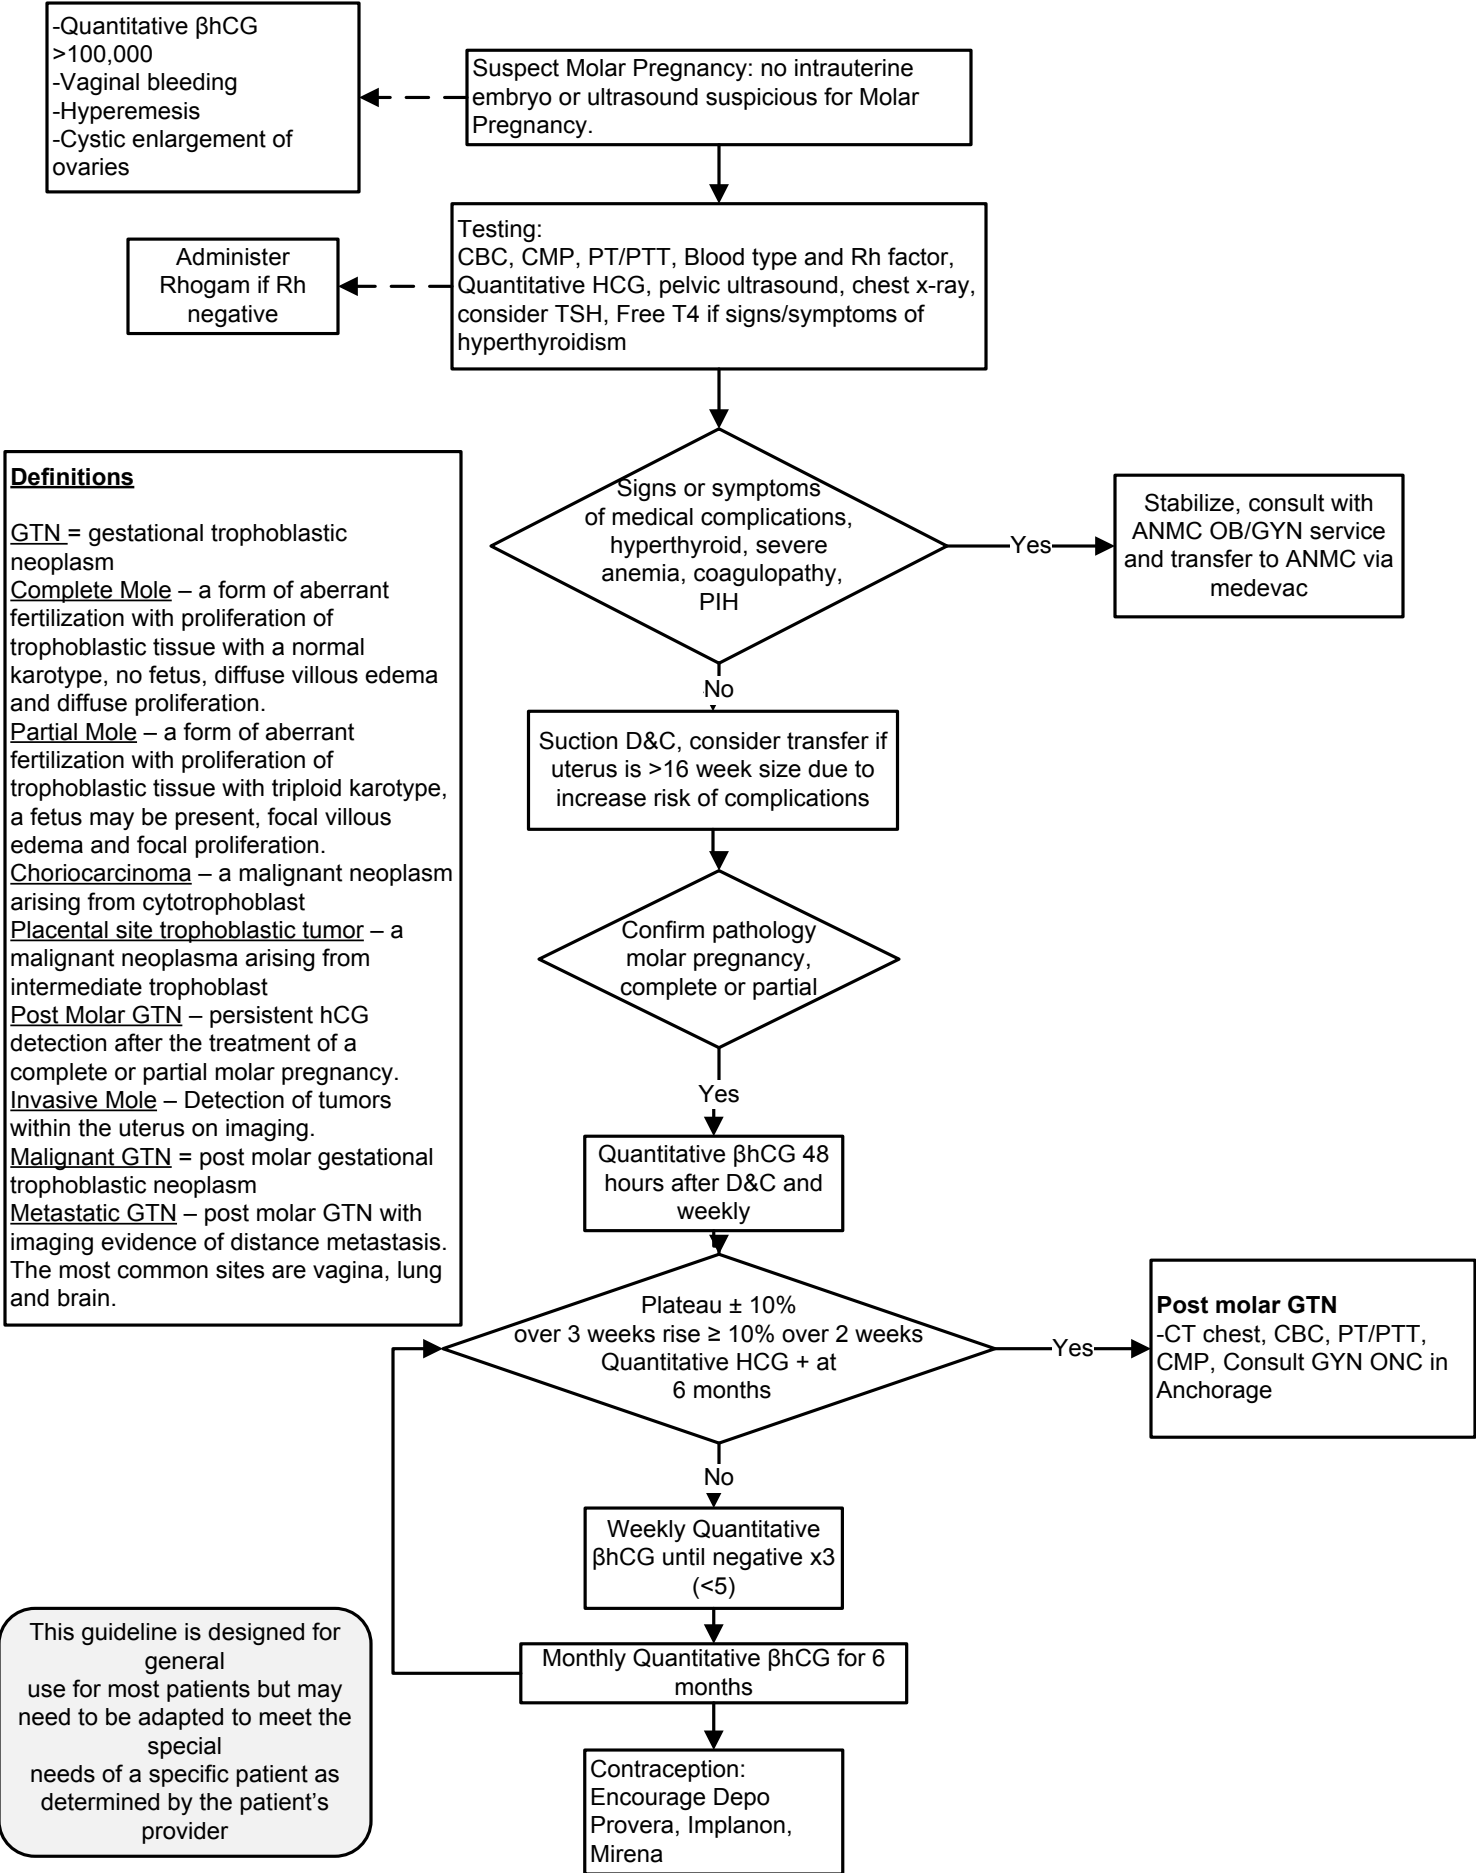 -Quantitative βhCG
>100,000
-Vaginal bleeding
-Hyperemesis
-Cystic enlargement of
ovaries
Suspect Molar Pregnancy: no intrauterine
embryo or ultrasound suspicious for Molar
Pregnancy.
Administer
Rhogam if Rh
negative
Testing:
CBC, CMP, PT/PTT, Blood type and Rh factor,
Quantitative HCG, pelvic ultrasound, chest x-ray,
consider TSH, Free T4 if signs/symptoms of
hyperthyroidism
Signs or symptoms
of medical complications,
hyperthyroid, severe
anemia, coagulopathy,
PIH
Yes
Stabilize, consult with
ANMC OB/GYN service
and transfer to ANMC via
medevac
No
Definitions
GTN = gestational trophoblastic
neoplasm
Complete Mole – a form of aberrant
fertilization with proliferation of
trophoblastic tissue with a normal
karotype, no fetus, diffuse villous edema
and diffuse proliferation.
Partial Mole – a form of aberrant
fertilization with proliferation of
trophoblastic tissue with triploid karotype,
a fetus may be present, focal villous
edema and focal proliferation.
Choriocarcinoma – a malignant neoplasm
arising from cytotrophoblast
Placental site trophoblastic tumor – a
malignant neoplasma arising from
intermediate trophoblast
Post Molar GTN – persistent hCG
detection after the treatment of a
complete or partial molar pregnancy.
Invasive Mole – Detection of tumors
within the uterus on imaging.
Malignant GTN = post molar gestational
trophoblastic neoplasm
Metastatic GTN – post molar GTN with
imaging evidence of distance metastasis.
The most common sites are vagina, lung
and brain.
Suction D&C, consider transfer if
uterus is >16 week size due to
increase risk of complications
Confirm pathology
molar pregnancy,
complete or partial
Yes
Quantitative βhCG 48
hours after D&C and
weekly
Plateau ± 10%
over 3 weeks rise ≥ 10% over 2 weeks
Quantitative HCG + at
6 months
Yes
Post molar GTN
-CT chest, CBC, PT/PTT,
CMP, Consult GYN ONC in
Anchorage
No
Weekly Quantitative
βhCG until negative x3
(<5)
Monthly Quantitative βhCG for 6
months
Contraception:
Encourage Depo
Provera, Implanon,
Mirena
This guideline is designed for
general
use for most patients but may
need to be adapted to meet the
special
needs of a specific patient as
determined by the patient’s
provider